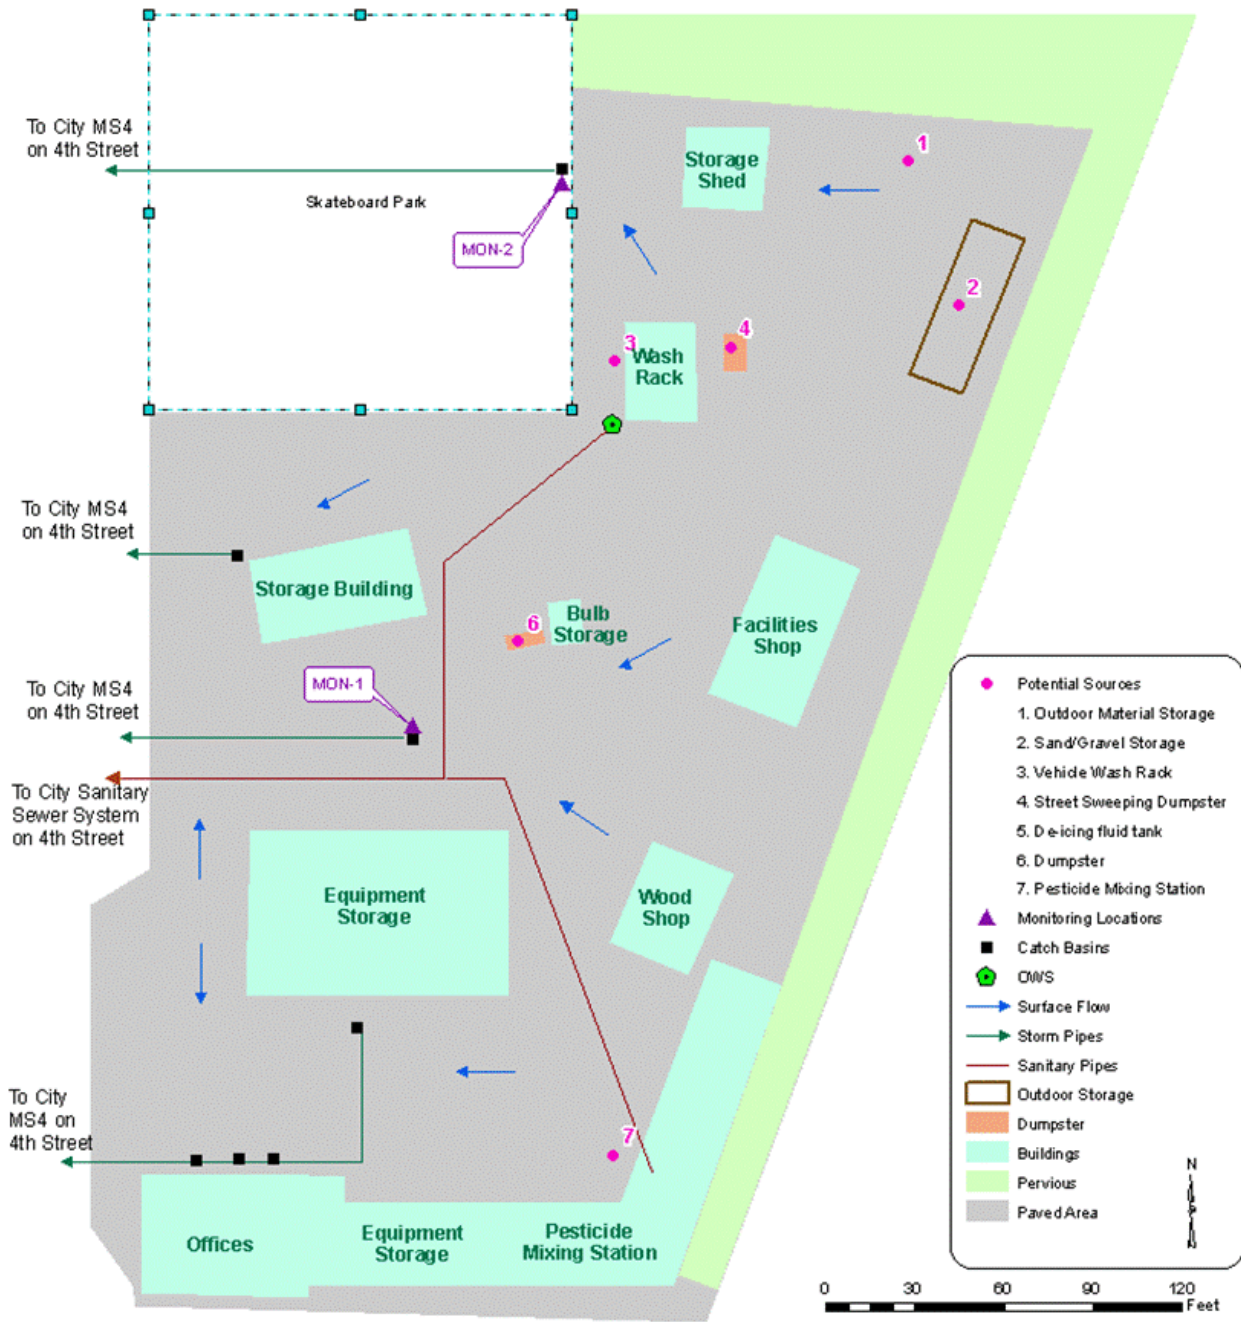 To City MS4
on 4th Street
Skateboard Park
MON-2
Storage
Shed
1
2
3
4
Wash
Rack
To City MS4
on 4th Street
Storage Building
6
Bulb
Storage
Facilities
Shop
To City MS4
on 4th Street
MON-1
To City Sanitary
Sewer System
on 4th Street
Equipment
Storage
Wood
Shop
To City
MS4 on
4th Street
7
Offices
Equipment
Storage
Pesticide
Mixing Station
Potential Sources
1. Outdoor Material Storage
2. Sand/Gravel Storage
3. Vehicle Wash Rack
4. Street Sweeping Dumpster
5. De-icing fluid tank
6. Dumpster
7. Pesticide Mixing Station
Monitoring Locations
Catch Basins
OWS
Surface Flow
Storm Pipes
Sanitary Pipes
Outdoor Storage
Dumpster
Buildings
Pervious
Paved Area
N
0 30 60 90 120
Feet